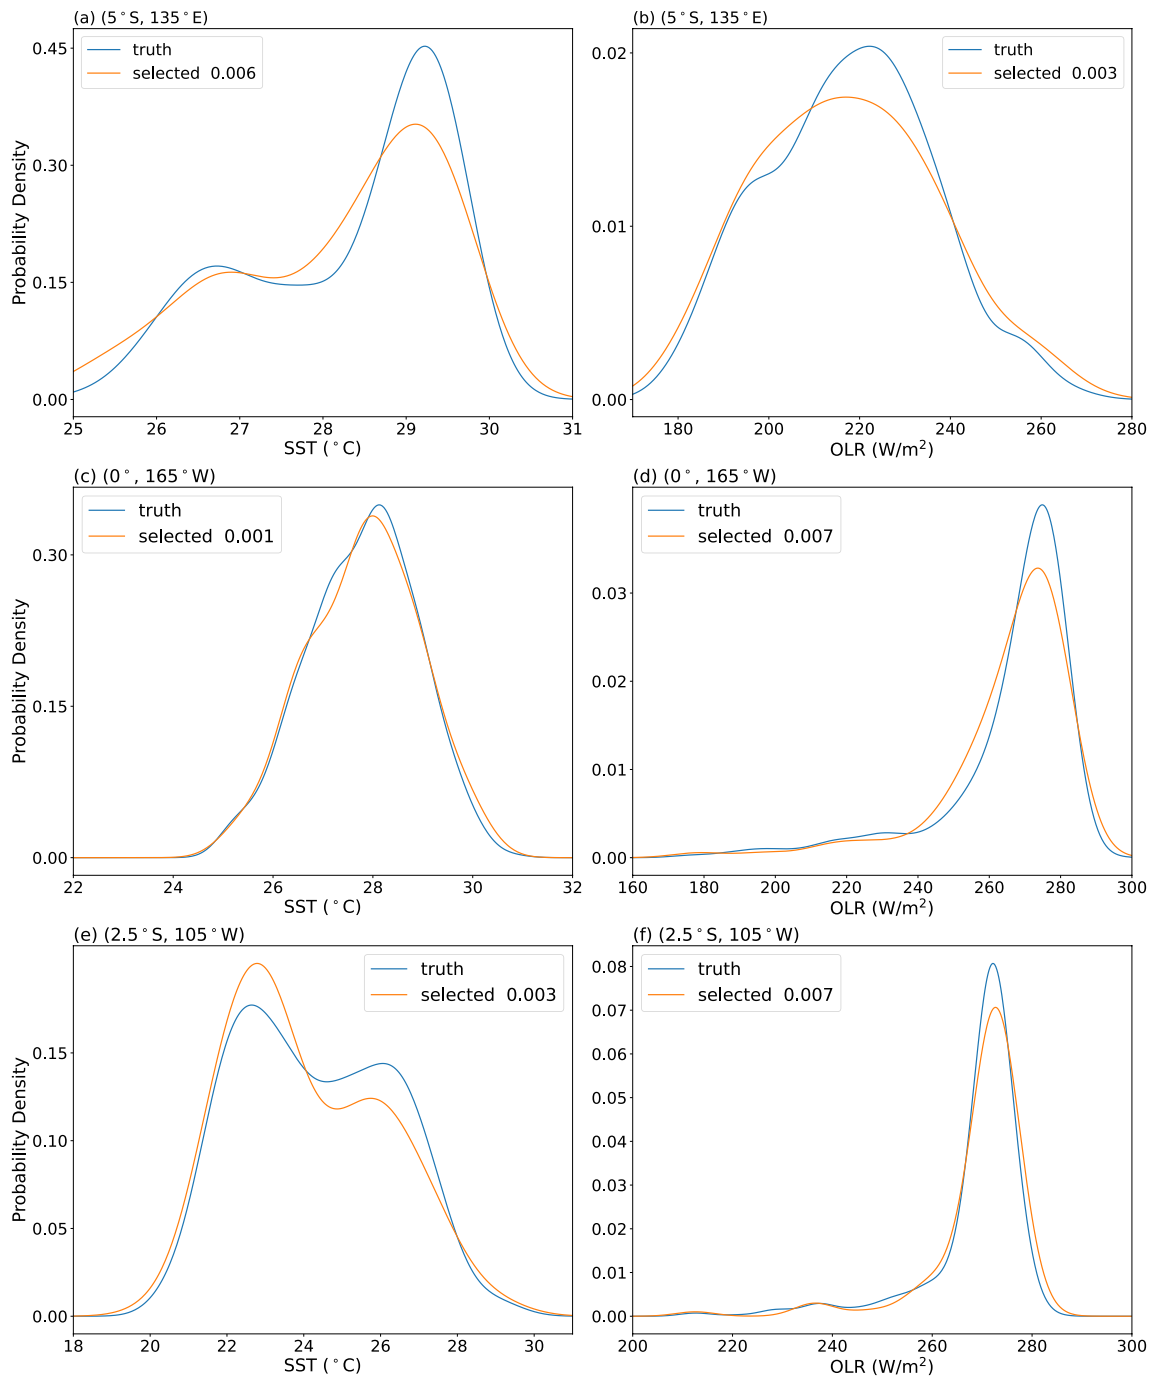 (a) (5°S, 135°E)
truth
selected 0.006
0.45
0.30
0.15
0.00
Probability Density
25 26 27 28 29 30 31
SST (°C)
(b) (5°S, 135°E)
truth
selected 0.003
0.02
0.01
0.00
180 200 220 240 260 280
OLR (W/m²)
(c) (0°, 165°W)
truth
selected 0.001
0.30
0.15
0.00
Probability Density
22 24 26 28 30 32
SST (°C)
(d) (0°, 165°W)
truth
selected 0.007
0.03
0.02
0.01
0.00
160 180 200 220 240 260 280 300
OLR (W/m²)
(e) (2.5°S, 105°W)
truth
selected 0.003
0.15
0.10
0.05
0.00
Probability Density
18 20 22 24 26 28 30
SST (°C)
(f) (2.5°S, 105°W)
truth
selected 0.007
0.08
0.07
0.06
0.05
0.04
0.03
0.02
0.01
0.00
200 220 240 260 280 300
OLR (W/m²)